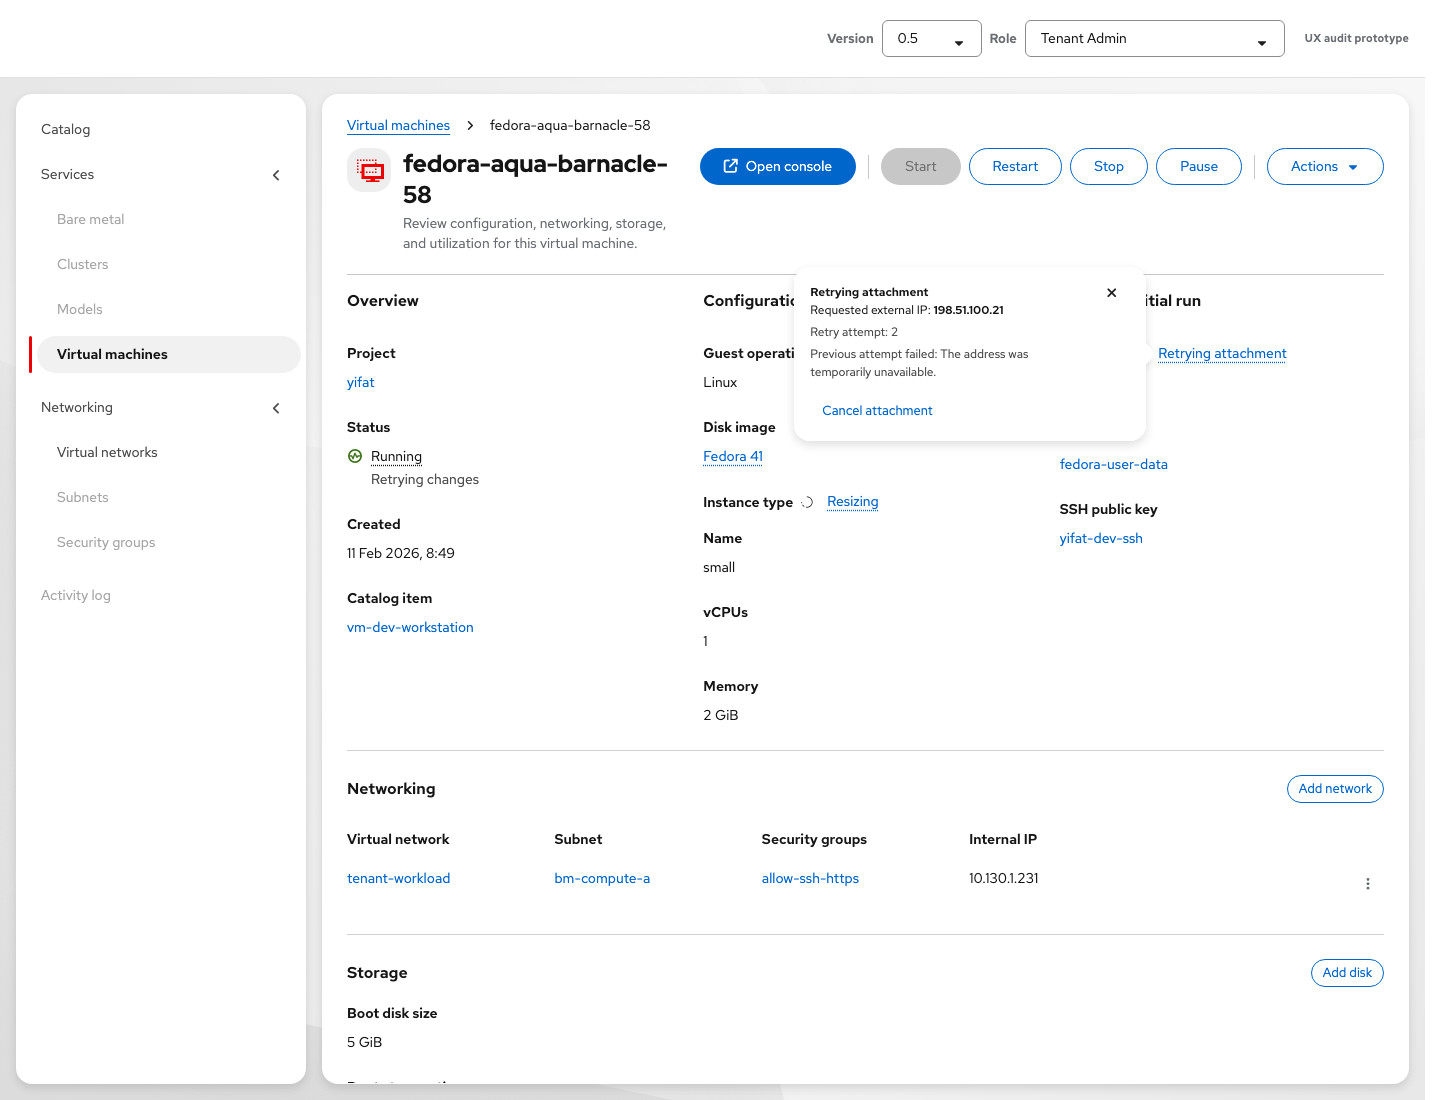 Version
0.5
Role
Tenant Admin
UX audit prototype
Catalog
Services
Bare metal
Clusters
Models
Virtual machines
Networking
Virtual networks
Subnets
Security groups
Activity log
Virtual machines
fedora-aqua-barnacle-58
fedora-aqua-barnacle-
58
Review configuration, networking, storage,
and utilization for this virtual machine.
Open console
Start
Restart
Stop
Pause
Actions
Overview
Project
yifat
Status
Running
Retrying changes
Created
11 Feb 2026, 8:49
Catalog item
vm-dev-workstation
Guest operati
Linux
Disk image
Fedora 41
Instance type
Resizing
Name
small
vCPUs
1
Memory
2 GiB
Retrying attachment
Requested external IP: 198.51.100.21
Retry attempt: 2
Previous attempt failed: The address was
temporarily unavailable.
Cancel attachment
run
Retrying attachment
fedora-user-data
SSH public key
yifat-dev-ssh
Networking
Add network
Virtual network
Subnet
Security groups
Internal IP
tenant-workload
bm-compute-a
allow-ssh-https
10.130.1.231
Storage
Add disk
Boot disk size
5 GiB